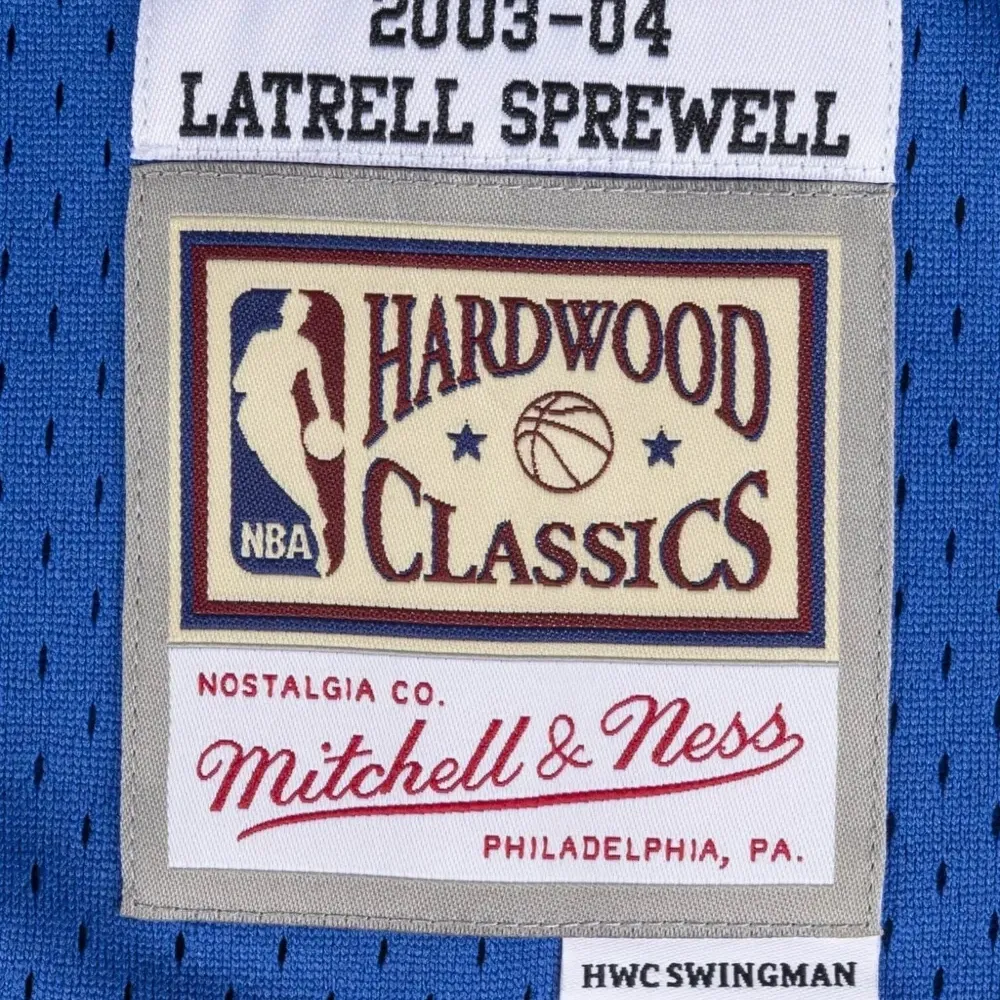 2003-04
LATRELL SPREWELL
HARDWOOD
CLASSICS
NBA
NOSTALGIA CO.
Mitchell & Ness
PHILADELPHIA, PA.
HWC SWINGMAN